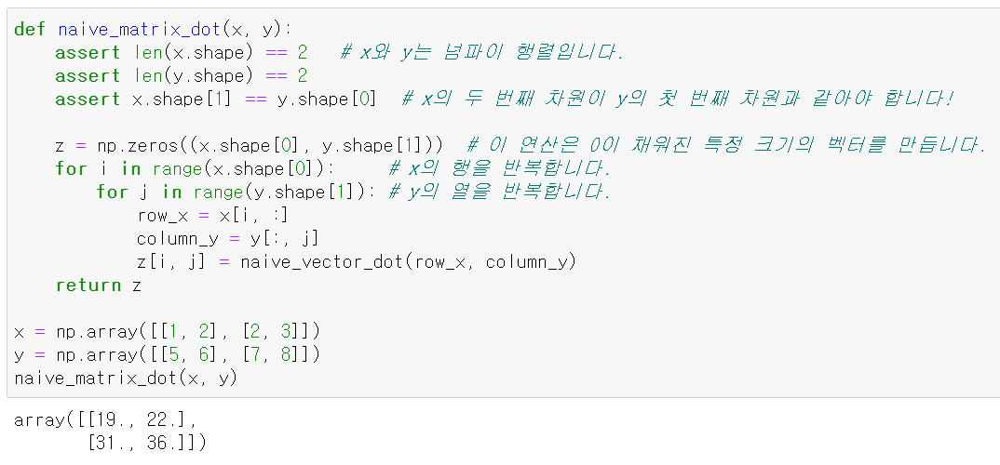 def naive_matrix_dot(x, y):
    assert len(x.shape) == 2   # x와 y는 넘파이 행렬입니다.
    assert len(y.shape) == 2
    assert x.shape[1] == y.shape[0]  # x의 두 번째 차원이 y의 첫 번째 차원과 같아야 합니다!
    z = np.zeros((x.shape[0], y.shape[1]))  # 이 연산은 0이 채워진 특정 크기의 벡터를 만듭니다.
    for i in range(x.shape[0]):     # x의 행을 반복합니다.
        for j in range(y.shape[1]): # y의 열을 반복합니다.
            row_x = x[i, :]
            column_y = y[:, j]
            z[i, j] = naive_vector_dot(row_x, column_y)
    return z
x = np.array([[1, 2], [2, 3]])
y = np.array([[5, 6], [7, 8]])
naive_matrix_dot(x, y)
array([[19., 22.],
       [31., 36.]])